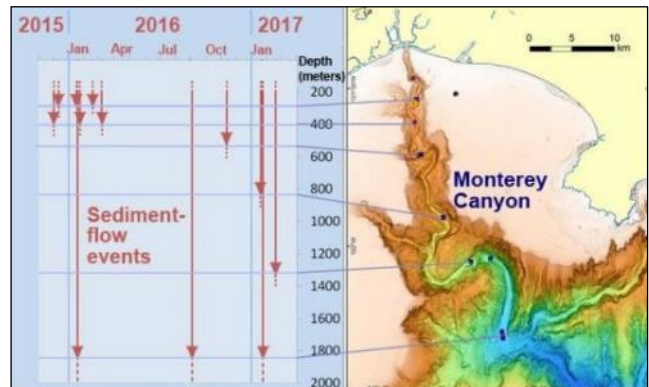 2015 2016 2017
Jan Apr Jul Oct Jan
Depth
(meters)
200
400
600
800
1000
1200
1400
1600
1800
2000
Sediment-
flow
events
0 5 10
km
Monterey
Canyon